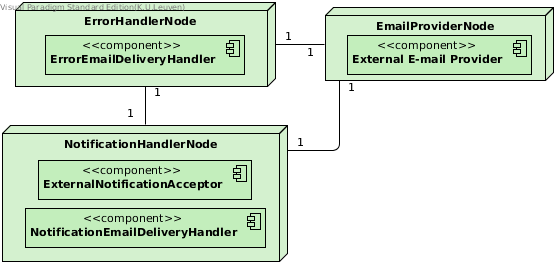 Visual Paradigm Standard Edition(K.U.Leuven)
ErrorHandlerNode
<<component>>
ErrorEmailDeliveryHandler
1
1
EmailProviderNode
<<component>>
External E-mail Provider
1
1
1
1
NotificationHandlerNode
<<component>>
ExternalNotificationAcceptor
<<component>>
NotificationEmailDeliveryHandler